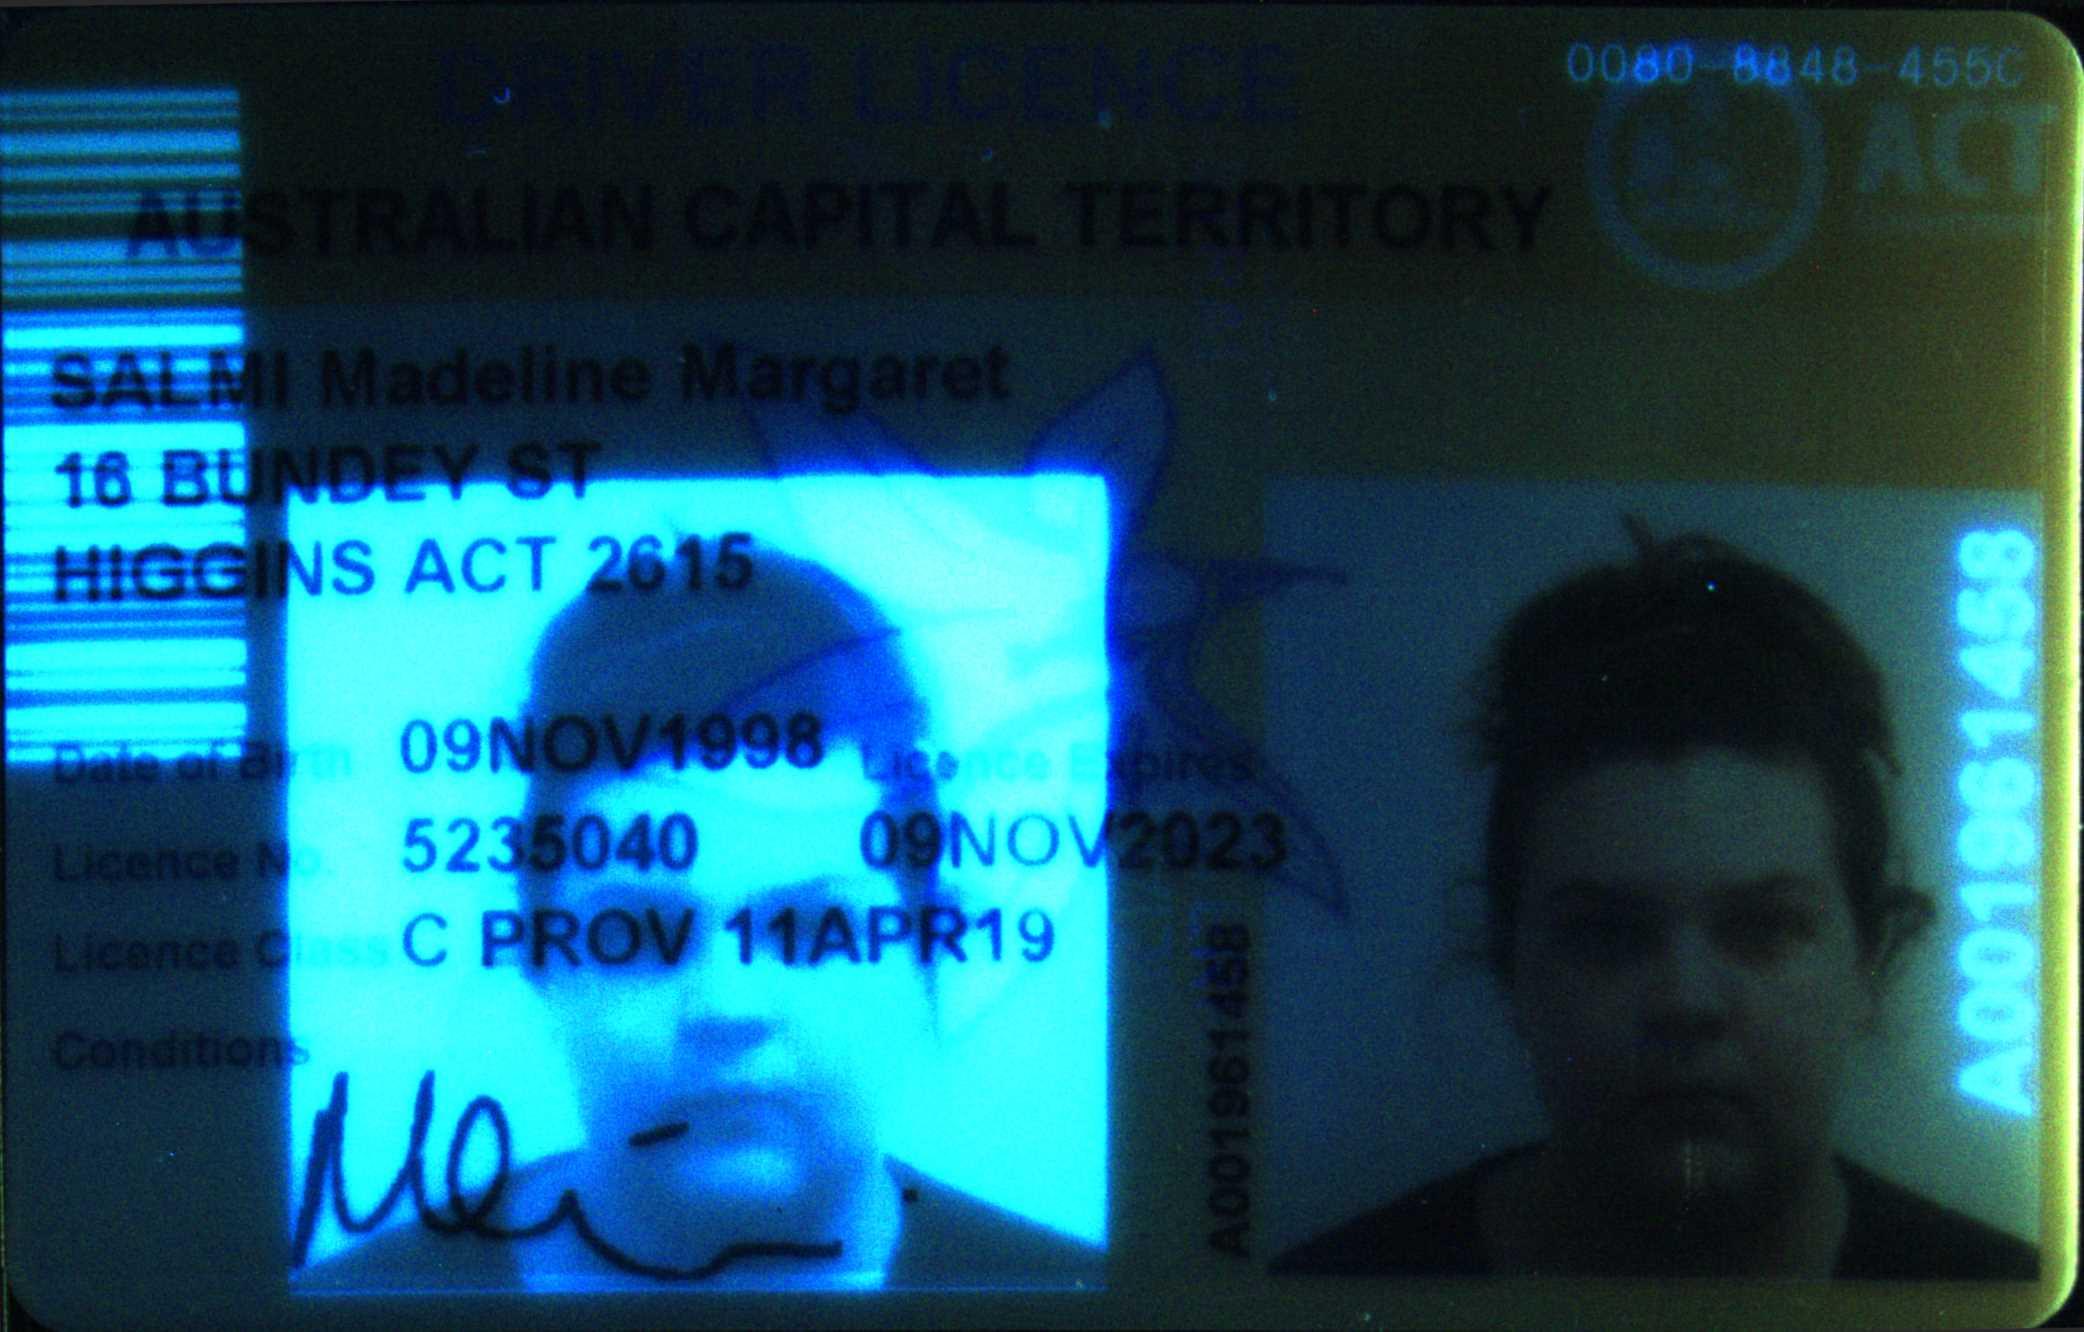 DRIVER LICENCE
0080-8848-455C
ACT
AUSTRALIAN CAPITAL TERRITORY
SALMI Madeline Margaret
16 BUNDEY ST
HIGGINS ACT 2615
Date of Birth 09NOV1998 Licence Expires
Licence No. 5235040 09NOV2023
Licence Class C PROV 11APR19
Conditions
A001961458
A001961458